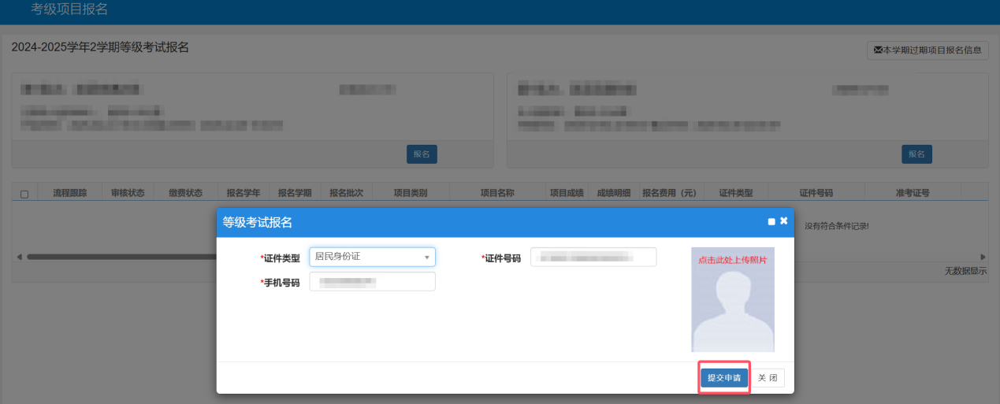 考级项目报名
2024-2025学年2学期等级考试报名
本学期过期项目报名信息
报名
报名
流程跟踪 审核状态 缴费状态 报名学年 报名学期 报名批次 项目类别 项目名称 项目成绩 成绩明细 报名费用（元） 证件类型 证件号码 准考证号
没有符合条件记录!
无数据显示
等级考试报名
*证件类型 居民身份证 *证件号码
点击此处上传照片
*手机号码
提交申请 关 闭